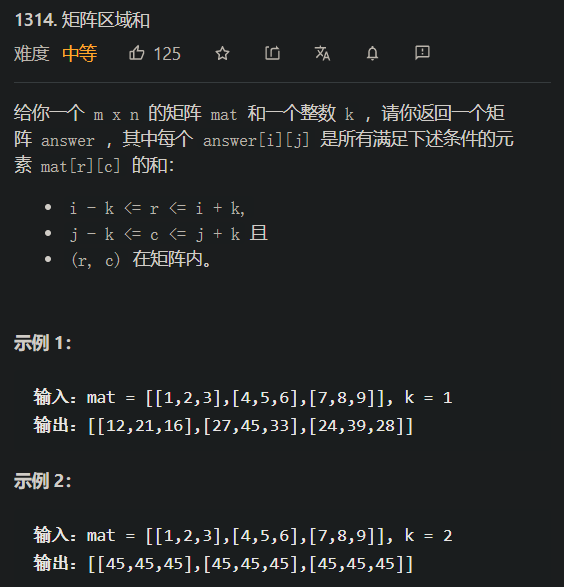 1314. 矩阵区域和
难度 中等 125
给你一个 m x n 的矩阵 mat 和一个整数 k ，请你返回一个矩
阵 answer ，其中每个 answer[i][j] 是所有满足下述条件的元
素 mat[r][c] 的和：
• i - k <= r <= i + k,
• j - k <= c <= j + k 且
• (r, c) 在矩阵内。
示例 1：
输入：mat = [[1,2,3],[4,5,6],[7,8,9]], k = 1
输出：[[12,21,16],[27,45,33],[24,39,28]]
示例 2：
输入：mat = [[1,2,3],[4,5,6],[7,8,9]], k = 2
输出：[[45,45,45],[45,45,45],[45,45,45]]